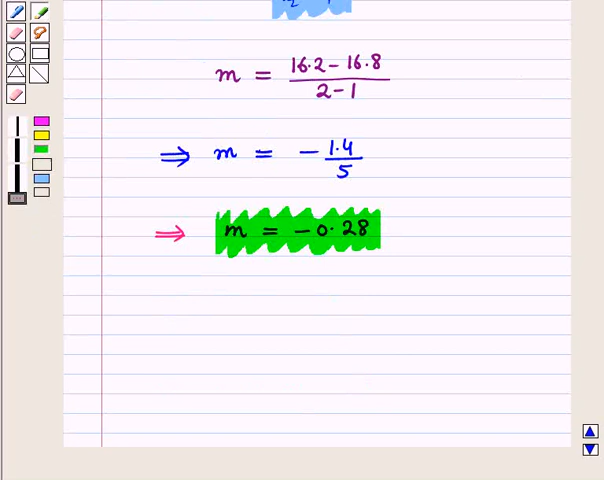 m = 16.2 - 16.8 / 2 - 1
⇒ m = - 1.4 / 5
⇒ m = - 0.28